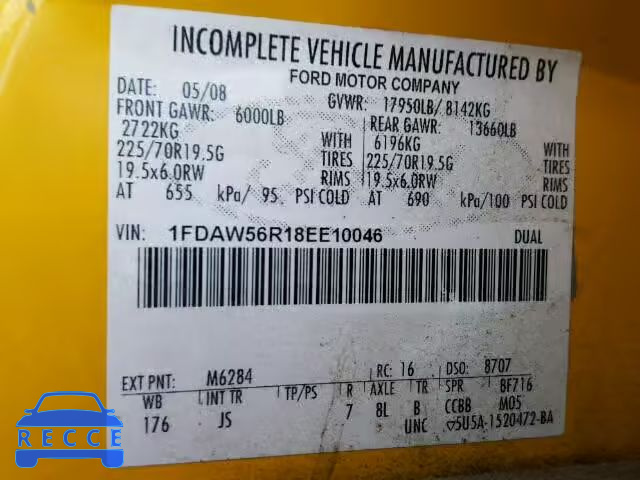 INCOMPLETE VEHICLE MANUFACTURED BY
FORD MOTOR COMPANY
DATE: 05/08 GVWR: 17950LB/ 8142KG
FRONT GAWR: 6000LB REAR GAWR: 13660LB
2722KG WITH 6196KG WITH
225/70R19.5G TIRES 225/70R19.5G TIRES
19.5x6.0RW RIMS 19.5x6.0RW RIMS
AT 655 kPa/ 95 PSI COLD AT 690 kPa/100 PSI COLD
VIN: 1FDAW56R18EE10046 DUAL
EXT PNT: M6284 RC: 16 DSO: 8707
WB INT TR TP/PS R AXLE TR SPR 8F716
176 JS 7 8L B CCBB M05
UNC ▽5U5A-1520472-BA
RECCE